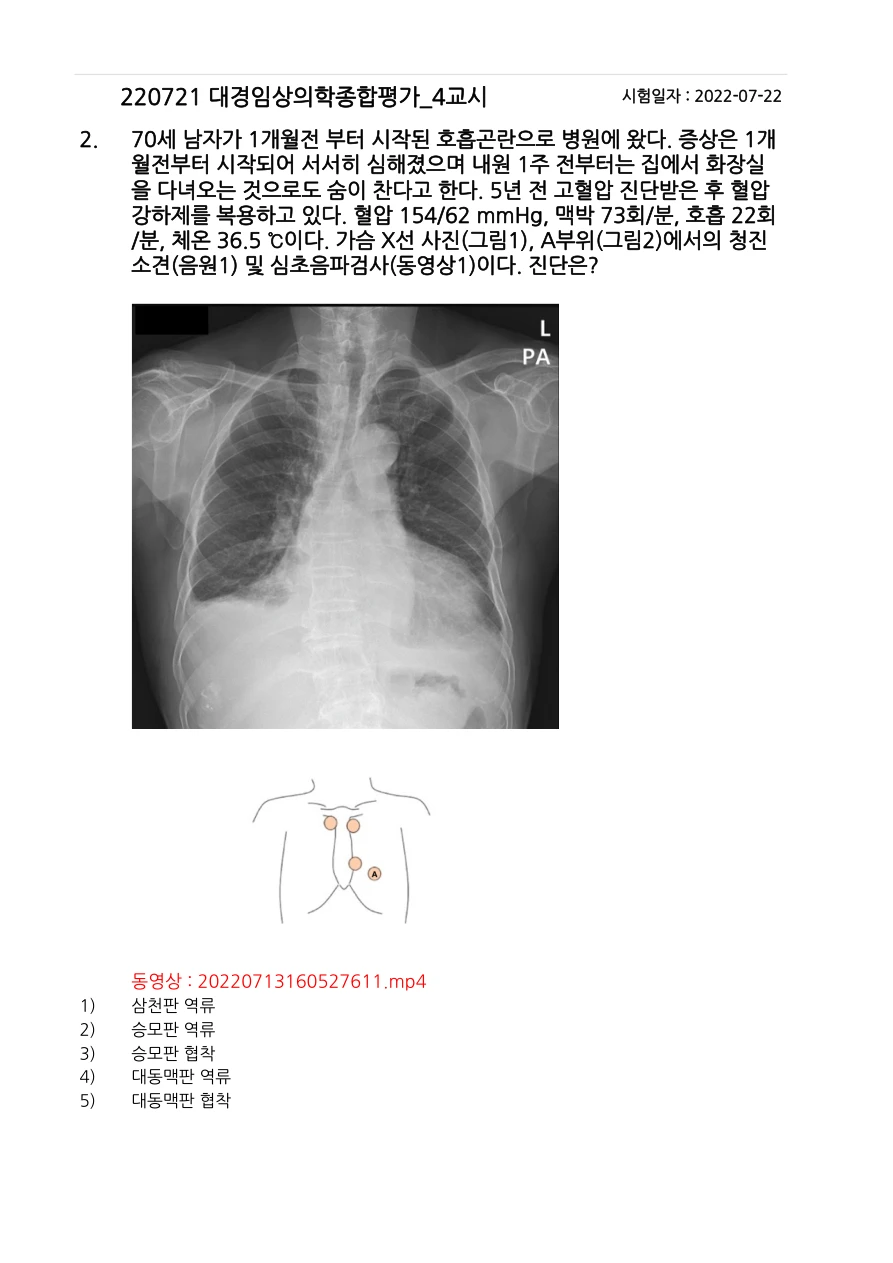 220721 대경임상의학종합평가_4교시
시험일자 : 2022-07-22
2. 70세 남자가 1개월전 부터 시작된 호흡곤란으로 병원에 왔다. 증상은 1개
월전부터 시작되어 서서히 심해졌으며 내원 1주 전부터는 집에서 화장실
을 다녀오는 것으로도 숨이 찬다고 한다. 5년 전 고혈압 진단받은 후 혈압
강하제를 복용하고 있다. 혈압 154/62 mmHg, 맥박 73회/분, 호흡 22회
/분, 체온 36.5 ℃이다. 가슴 X선 사진(그림1), A부위(그림2)에서의 청진
소견(음원1) 및 심초음파검사(동영상1)이다. 진단은?
L
PA
A
동영상 : 20220713160527611.mp4
1) 삼천판 역류
2) 승모판 역류
3) 승모판 협착
4) 대동맥판 역류
5) 대동맥판 협착